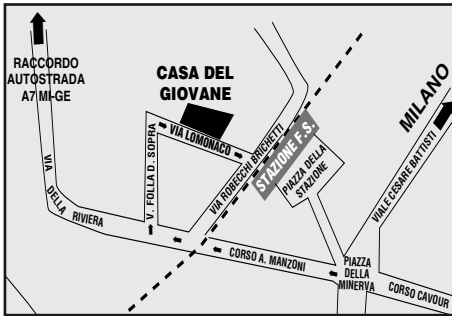 RACCORDO
AUTOSTRADA
A7 MI-GE
CASA DEL
GIOVANE
MILANO
VIA LOMONACO
V. FOLLA D. SOPRA
VIA ROBECCHI BRICHETTI
STAZIONE F.S.
PIAZZA DELLA
STAZIONE
VIALE CESARE BATTISTI
VIA
DELLA
RIVIERA
CORSO A. MANZONI
PIAZZA
DELLA
MINERVA
CORSO CAVOUR